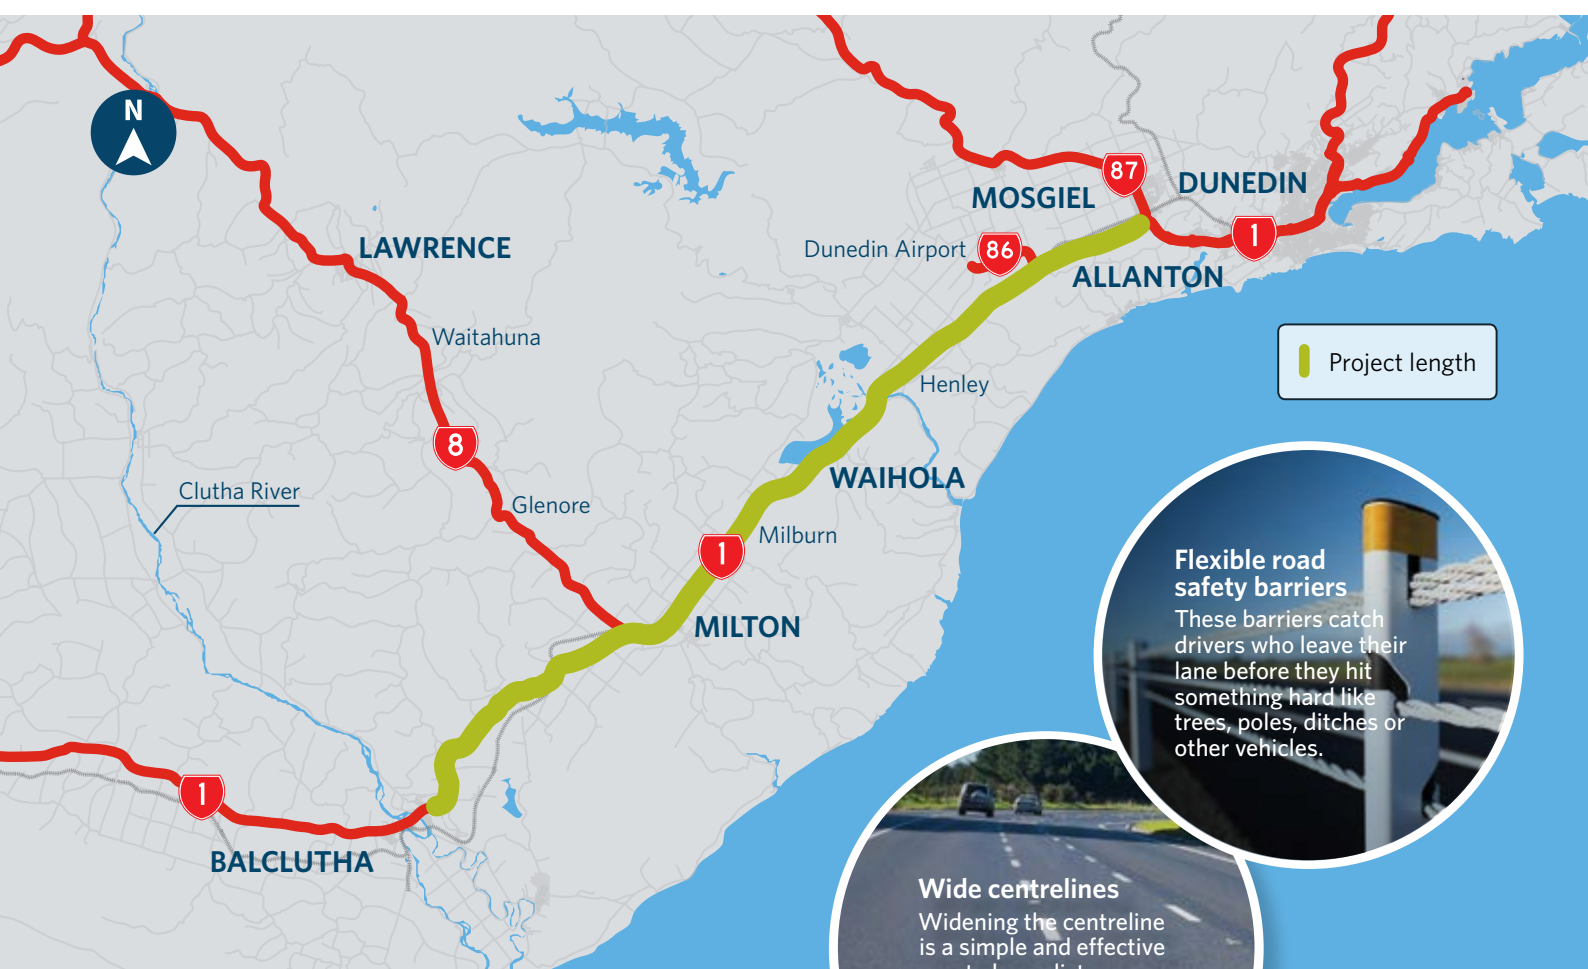 N
87
DUNEDIN
MOSGIEL
LAWRENCE
Dunedin Airport
86
1
ALLANTON
Waitahuna
Project length
Henley
8
WAIHOLA
Clutha River
Glenore
Milburn
1
MILTON
Flexible road
safety barriers
These barriers catch
drivers who leave their
lane before they hit
something hard like
trees, poles, ditches or
other vehicles.
1
BALCLUTHA
Wide centrelines
Widening the centreline
is a simple and effective